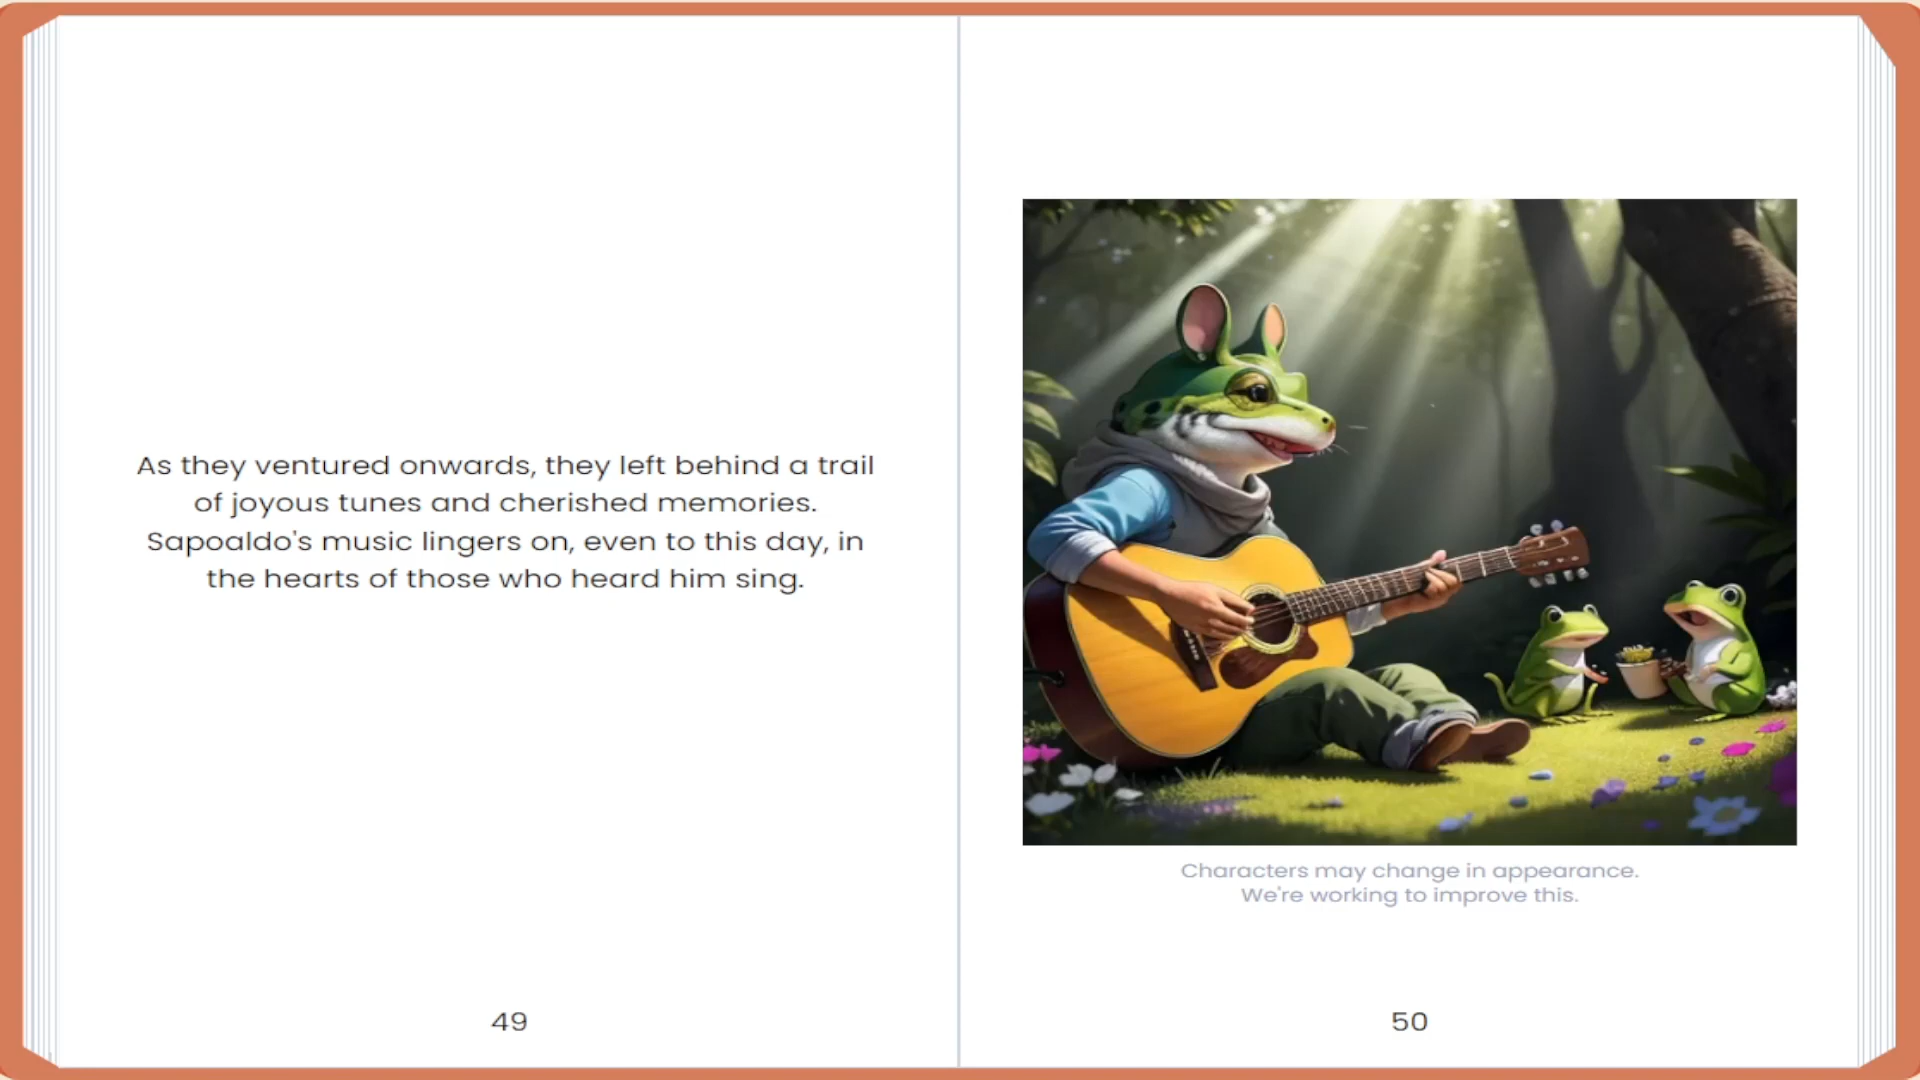 As they ventured onwards, they left behind a trail
of joyous tunes and cherished memories.
Sapoaldo's music lingers on, even to this day, in
the hearts of those who heard him sing.
49
Characters may change in appearance.
We're working to improve this.
50